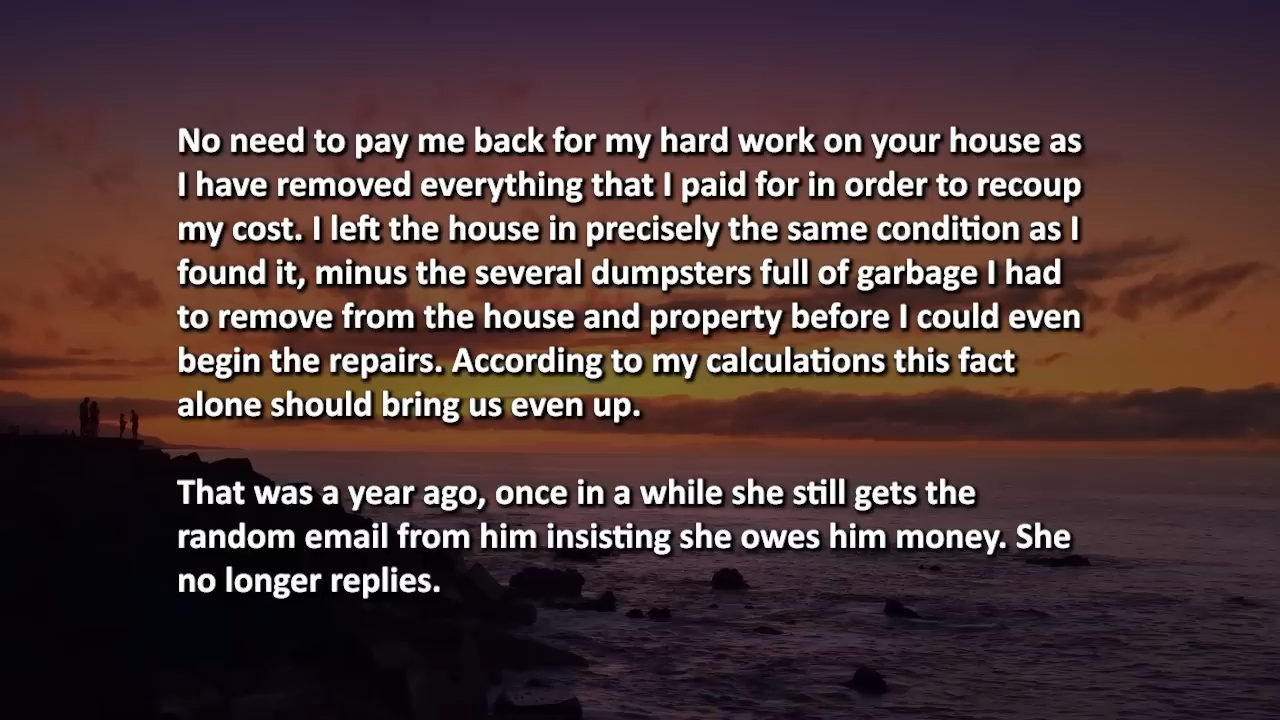 No need to pay me back for my hard work on your house as
I have removed everything that I paid for in order to recoup
my cost. I left the house in precisely the same condition as I
found it, minus the several dumpsters full of garbage I had
to remove from the house and property before I could even
begin the repairs. According to my calculations this fact
alone should bring us even up.
That was a year ago, once in a while she still gets the
random email from him insisting she owes him money. She
no longer replies.